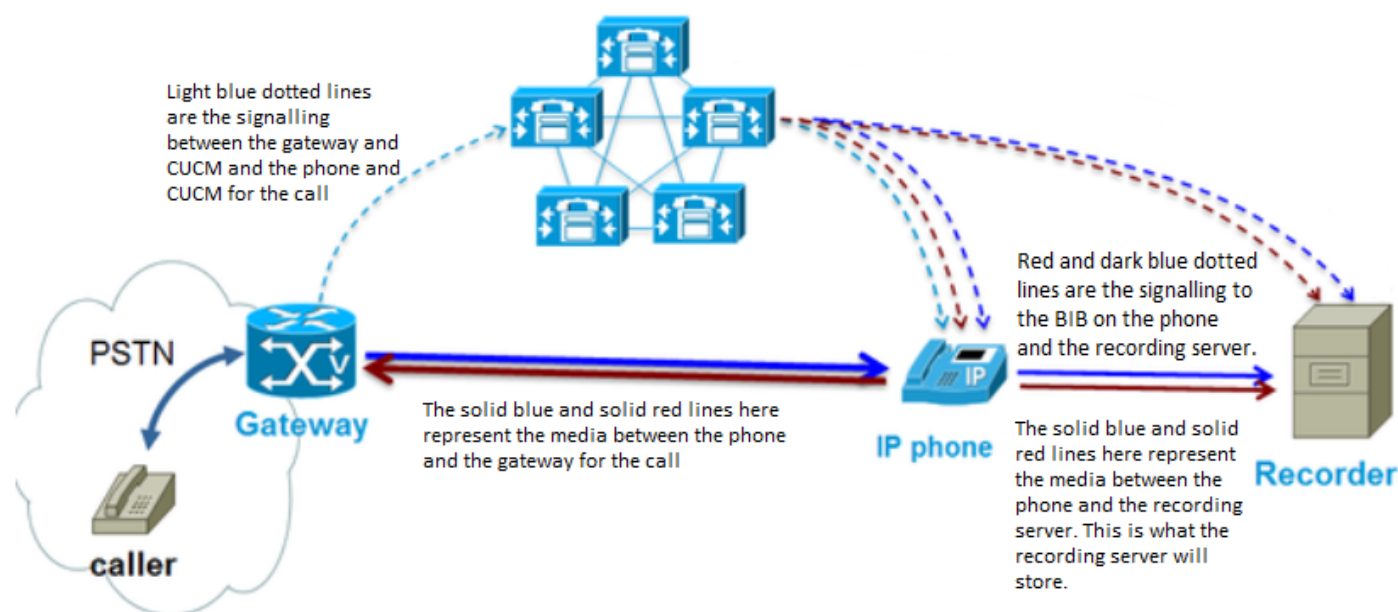 Light blue dotted lines
are the signalling
between the gateway and
CUCM and the phone and
CUCM for the call
PSTN
V
Gateway
caller
The solid blue and solid red lines here
represent the media between the phone
and the gateway for the call
IP
IP phone
Red and dark blue dotted
lines are the signalling to
the BIB on the phone
and the recording server.
The solid blue and solid
red lines here represent
the media between the
phone and the recording
server. This is what the
recording server will
store.
Recorder